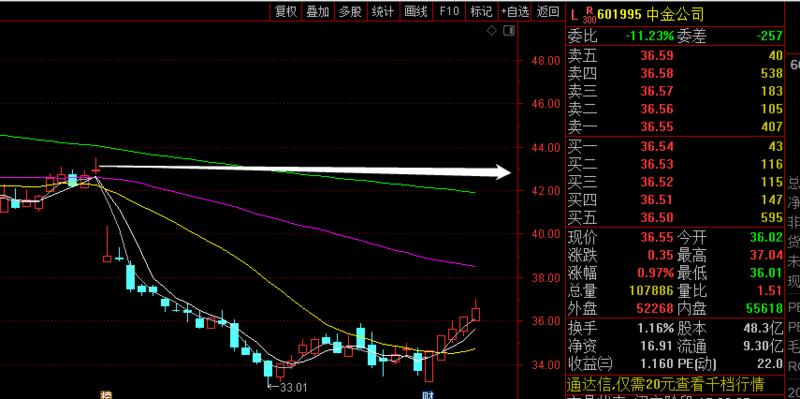 复权 叠加 多股 统计 画线 F10 标记 +自选 返回
L R 300 601995 中金公司
委比 -11.23% 委差 -257
卖五 36.59 40
卖四 36.58 538
卖三 36.57 183
卖二 36.56 105
卖一 36.55 407
买一 36.54 43
买二 36.53 116
买三 36.52 115
买四 36.51 147
买五 36.50 595
现价 36.55 今开 36.02
涨跌 0.35 最高 37.04
涨幅 0.97% 最低 36.01
总量 107886 量比 1.51
外盘 52268 内盘 55618
换手 1.16% 股本 48.3亿
净资 16.91 流通 9.30亿
收益㈢ 1.160 PE(动) 22.0
通达信,仅需20元查看千档行情
48.00
46.00
44.00
42.00
40.00
38.00
36.00
34.00
←33.01
财